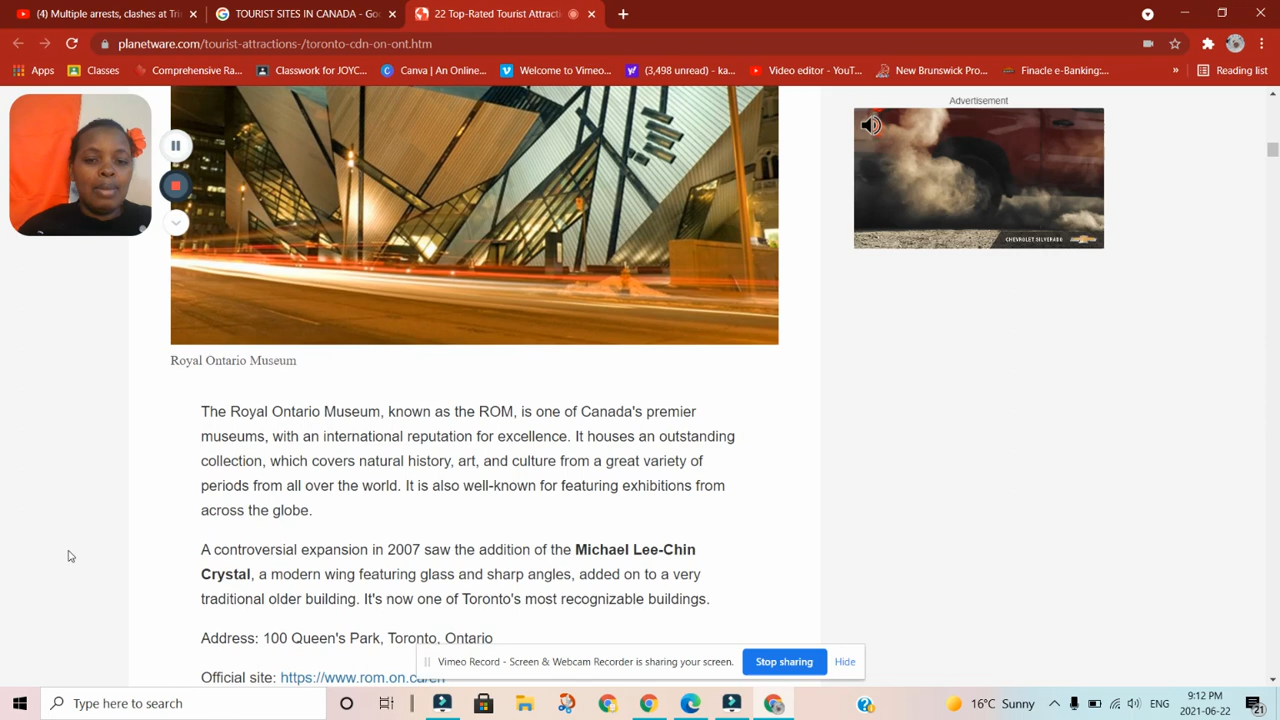 (4) Multiple arrests, clashes at Tri
TOURIST SITES IN CANADA - Goo
22 Top-Rated Tourist Attracti
planetware.com/tourist-attractions-/toronto-cdn-on-ont.htm
Apps
Classes
Comprehensive Ra...
Classwork for JOYC...
Canva | An Online...
Welcome to Vimeo...
(3,498 unread) - ka...
Video editor - YouT...
New Brunswick Pro...
Finacle e-Banking:...
»
Reading list
Advertisement
CHEVROLET SILVERADO
Royal Ontario Museum
The Royal Ontario Museum, known as the ROM, is one of Canada's premier
museums, with an international reputation for excellence. It houses an outstanding
collection, which covers natural history, art, and culture from a great variety of
periods from all over the world. It is also well-known for featuring exhibitions from
across the globe.
A controversial expansion in 2007 saw the addition of the Michael Lee-Chin
Crystal, a modern wing featuring glass and sharp angles, added on to a very
traditional older building. It's now one of Toronto's most recognizable buildings.
Address: 100 Queen's Park, Toronto, Ontario
Vimeo Record - Screen & Webcam Recorder is sharing your screen.
Stop sharing
Hide
Official site: https://www.rom.on.ca/en
Type here to search
16°C Sunny
ENG
9:12 PM
2021-06-22
21